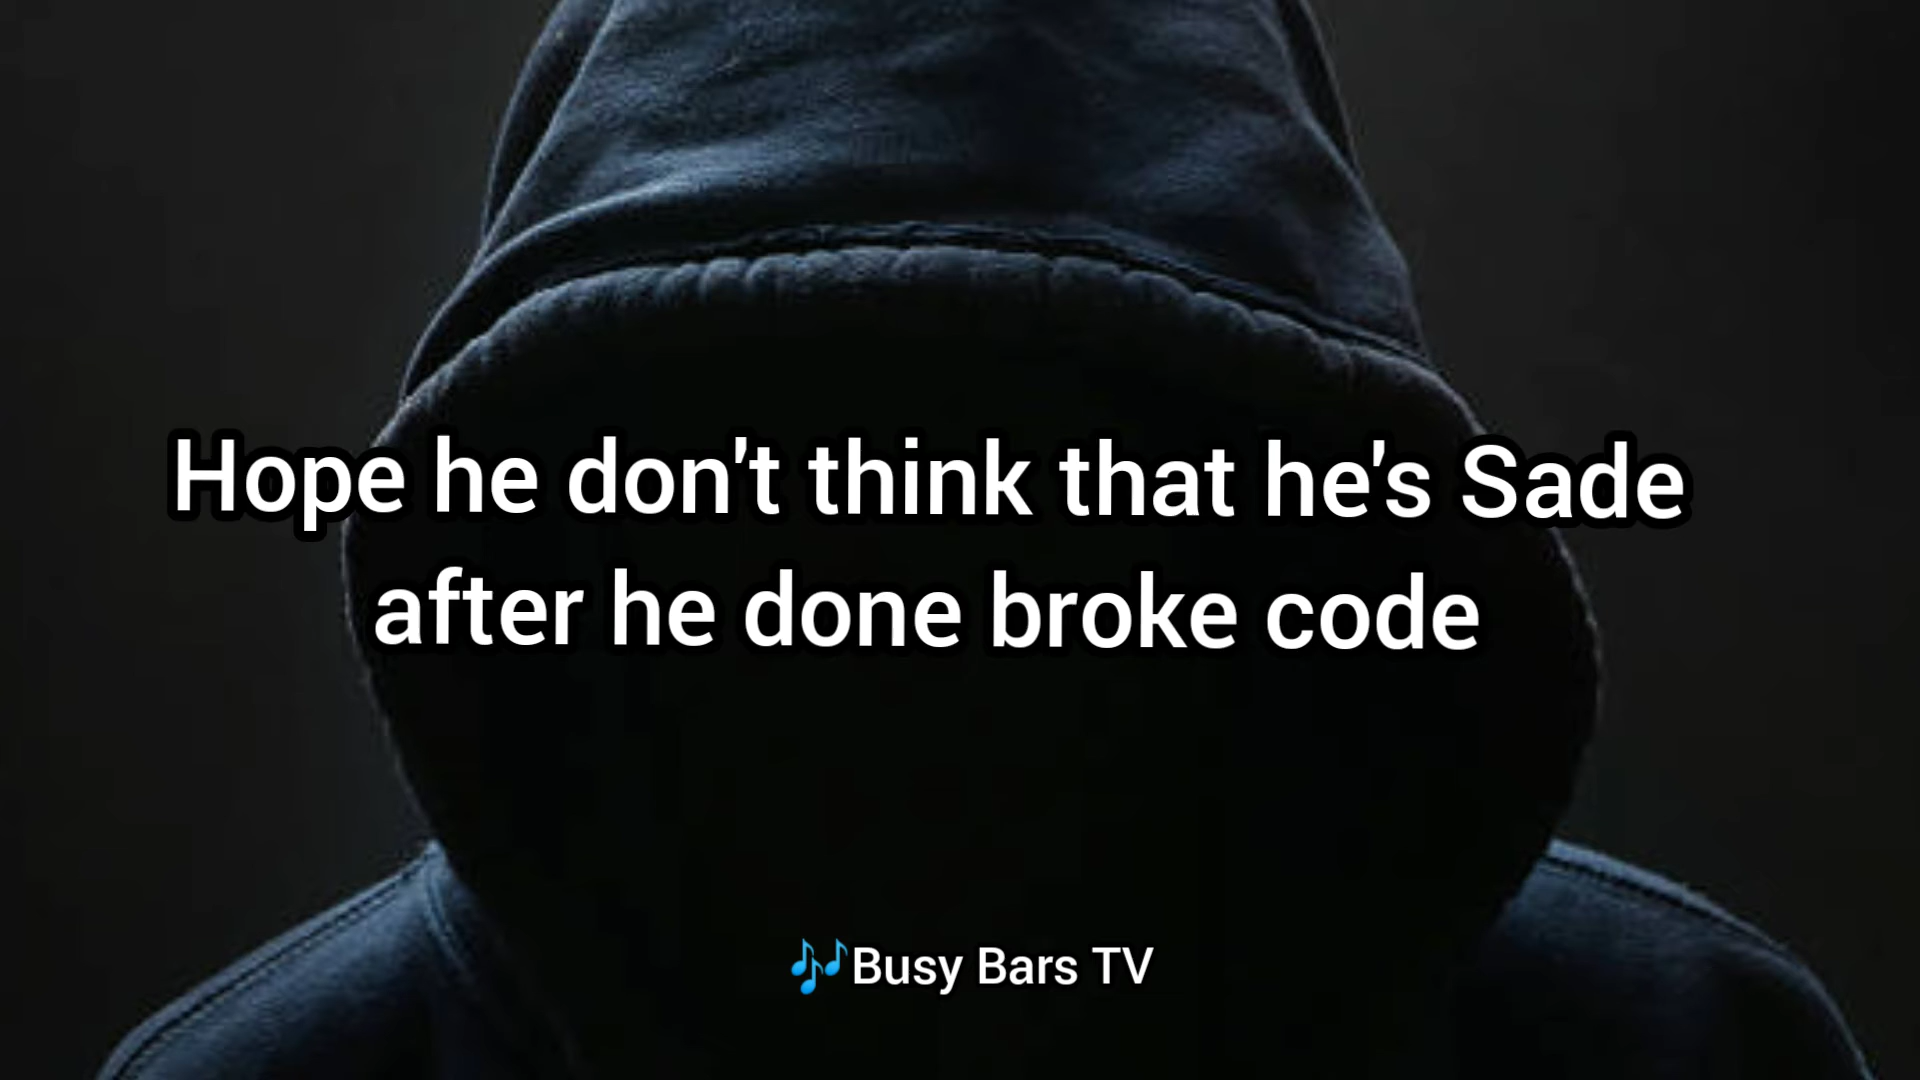 Hope he don't think that he's Sade
after he done broke code
🎶Busy Bars TV